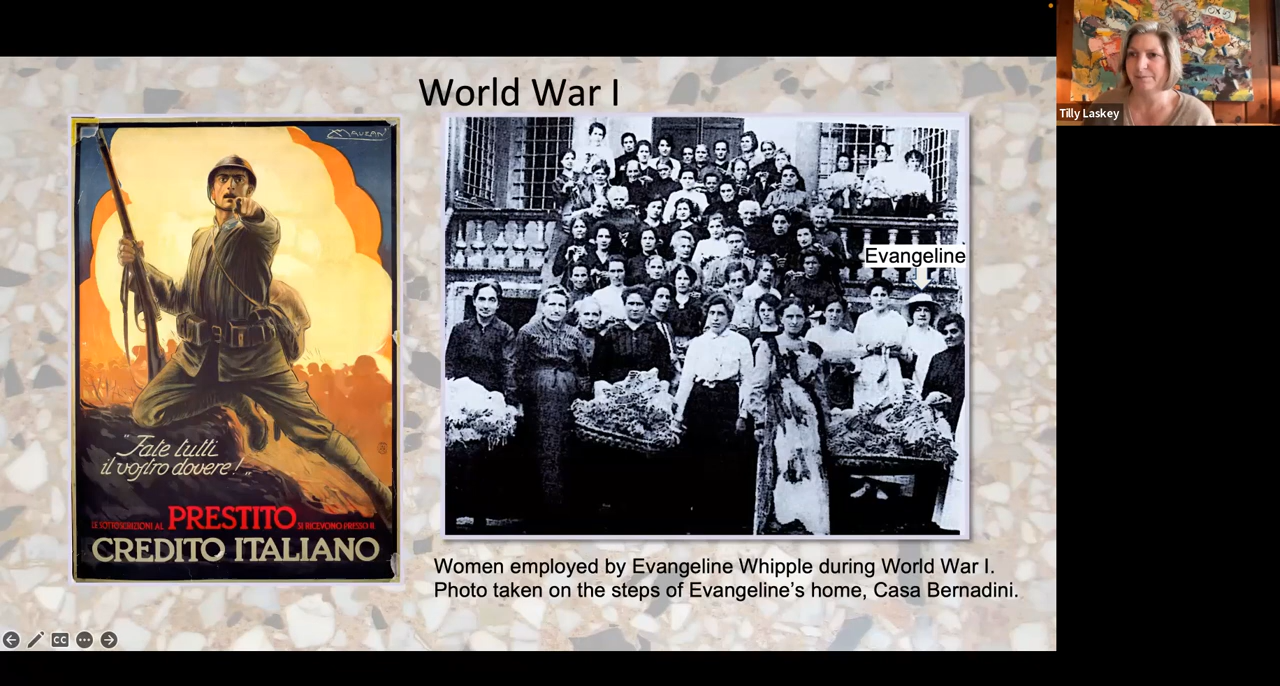 World War I
MAUZAN
"Fate tutti
il vostro dovere!"
LE SOTTOSCRIZIONI AL PRESTITO SI RICEVONO PRESSO IL
CREDITO ITALIANO
Evangeline
Women employed by Evangeline Whipple during World War I.
Photo taken on the steps of Evangeline's home, Casa Bernadini.
Tilly Laskey
CC